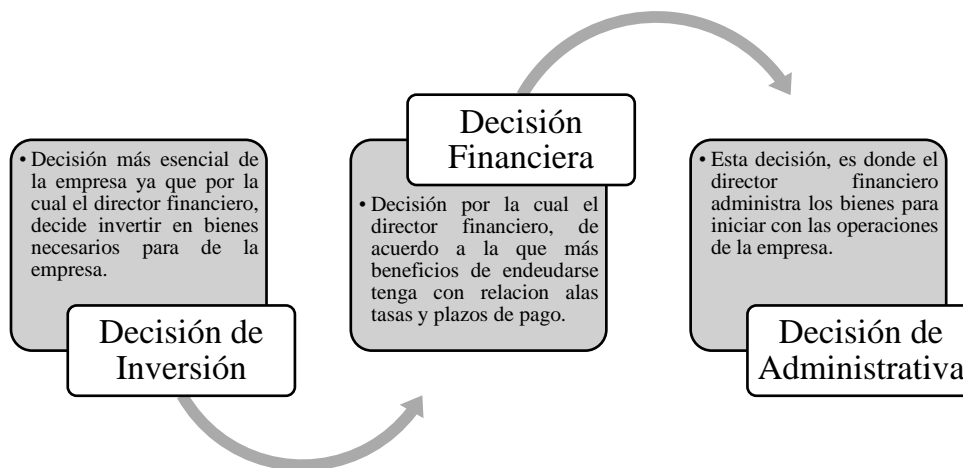 • Decisión más esencial de
la empresa ya que por la
cual el director financiero,
decide invertir en bienes
necesarios para de la
empresa.
Decisión de
Inversión
Decisión
Financiera
• Decisión por la cual el
director financiero, de
acuerdo a la que más
beneficios de endeudarse
tenga con relacion alas
tasas y plazos de pago.
• Esta decisión, es donde el
director financiero
administra los bienes para
iniciar con las operaciones
de la empresa.
Decisión de
Administrativa